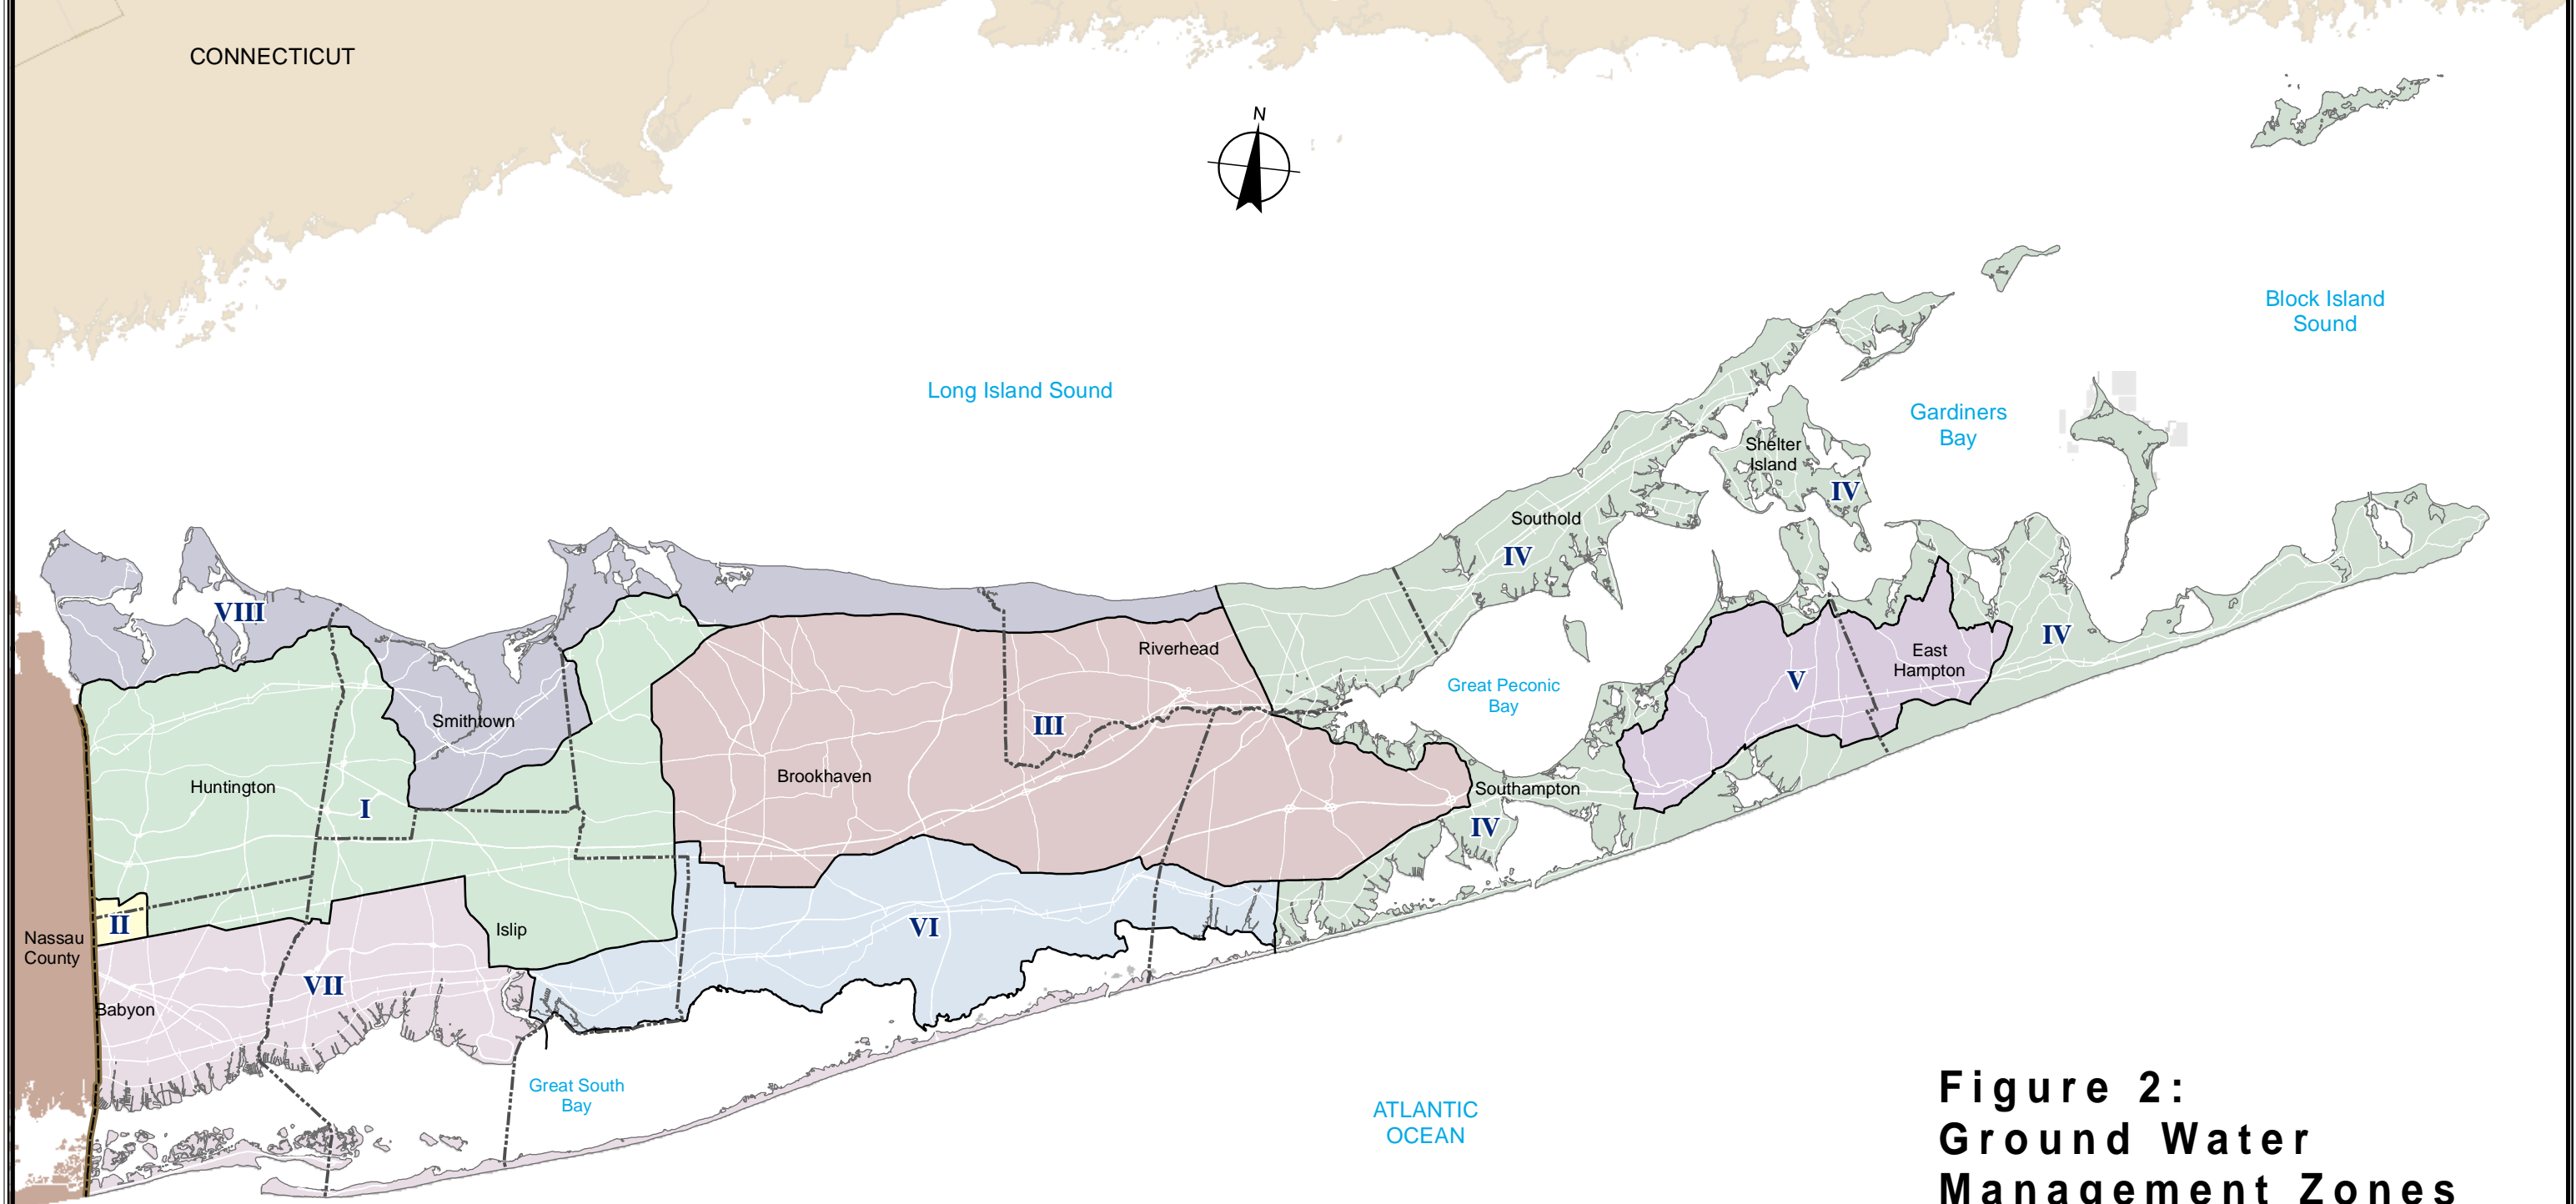 CONNECTICUT
N
Block Island
Sound
Long Island Sound
Gardiners
Bay
Shelter
Island
IV
Southold
IV
VIII
IV
Riverhead
East
Hampton
Great Peconic
Bay
V
Smithtown
III
Brookhaven
Huntington
Southampton
I
IV
II
Islip
VI
Nassau
County
VII
Babyon
Great South
Bay
ATLANTIC
OCEAN
Figure 2:
Ground Water
Management Zones